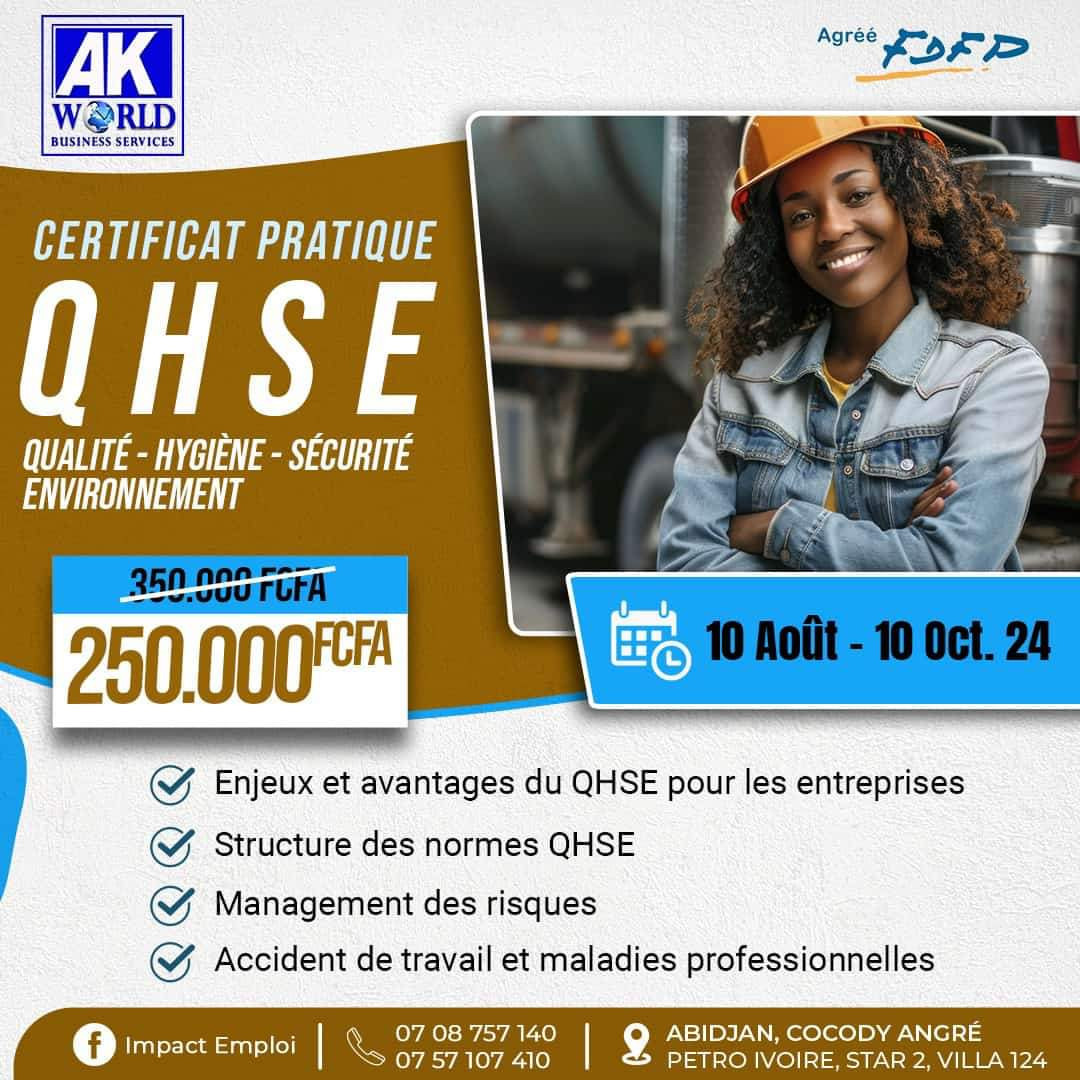 AK
WORLD
BUSINESS SERVICES
Agréé FDFP
CERTIFICAT PRATIQUE
QHSE
QUALITÉ - HYGIÈNE - SÉCURITÉ
ENVIRONNEMENT
350.000 FCFA
250.000 FCFA
10 Août - 10 Oct. 24
Enjeux et avantages du QHSE pour les entreprises
Structure des normes QHSE
Management des risques
Accident de travail et maladies professionnelles
Impact Emploi
07 08 757 140
07 57 107 410
ABIDJAN, COCODY ANGRÉ
PETRO IVOIRE, STAR 2, VILLA 124